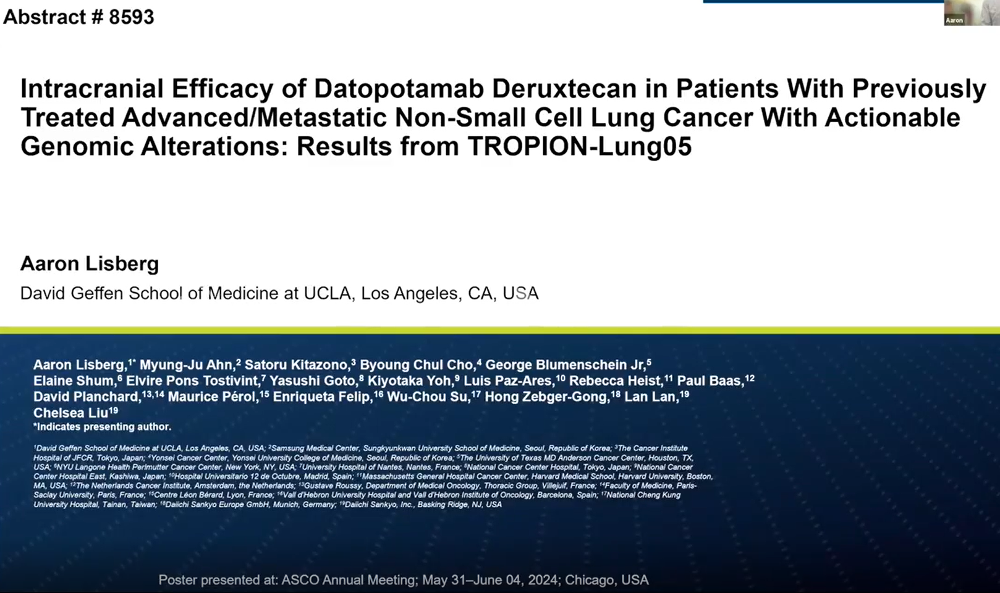 Abstract # 8593
Aaron
Intracranial Efficacy of Datopotamab Deruxtecan in Patients With Previously
Treated Advanced/Metastatic Non-Small Cell Lung Cancer With Actionable
Genomic Alterations: Results from TROPION-Lung05
Aaron Lisberg
David Geffen School of Medicine at UCLA, Los Angeles, CA, USA
Aaron Lisberg,¹* Myung-Ju Ahn,² Satoru Kitazono,³ Byoung Chul Cho,⁴ George Blumenschein Jr,⁵
Elaine Shum,⁶ Elvire Pons Tostivint,⁷ Yasushi Goto,⁸ Kiyotaka Yoh,⁹ Luis Paz-Ares,¹⁰ Rebecca Heist,¹¹ Paul Baas,¹²
David Planchard,¹³,¹⁴ Maurice Pérol,¹⁵ Enriqueta Felip,¹⁶ Wu-Chou Su,¹⁷ Hong Zebger-Gong,¹⁸ Lan Lan,¹⁹
Chelsea Liu¹⁹
*Indicates presenting author.
¹David Geffen School of Medicine at UCLA, Los Angeles, CA, USA; ²Samsung Medical Center, Sungkyunkwan University School of Medicine, Seoul, Republic of Korea; ³The Cancer Institute
Hospital of JFCR, Tokyo, Japan; ⁴Yonsei Cancer Center, Yonsei University College of Medicine, Seoul, Republic of Korea; ⁵The University of Texas MD Anderson Cancer Center, Houston, TX,
USA; ⁶NYU Langone Health Perlmutter Cancer Center, New York, NY, USA; ⁷University Hospital of Nantes, Nantes, France; ⁸National Cancer Center Hospital, Tokyo, Japan; ⁹National Cancer
Center Hospital East, Kashiwa, Japan; ¹⁰Hospital Universitario 12 de Octubre, Madrid, Spain; ¹¹Massachusetts General Hospital Cancer Center, Harvard Medical School, Harvard University, Boston,
MA, USA; ¹²The Netherlands Cancer Institute, Amsterdam, the Netherlands; ¹³Gustave Roussy, Department of Medical Oncology, Thoracic Group, Villejuif, France; ¹⁴Faculty of Medicine, Paris-
Saclay University, Paris, France; ¹⁵Centre Léon Bérard, Lyon, France; ¹⁶Vall d'Hebron University Hospital and Vall d'Hebron Institute of Oncology, Barcelona, Spain; ¹⁷National Cheng Kung
University Hospital, Tainan, Taiwan; ¹⁸Daiichi Sankyo Europe GmbH, Munich, Germany; ¹⁹Daiichi Sankyo, Inc., Basking Ridge, NJ, USA
Poster presented at: ASCO Annual Meeting; May 31–June 04, 2024; Chicago, USA